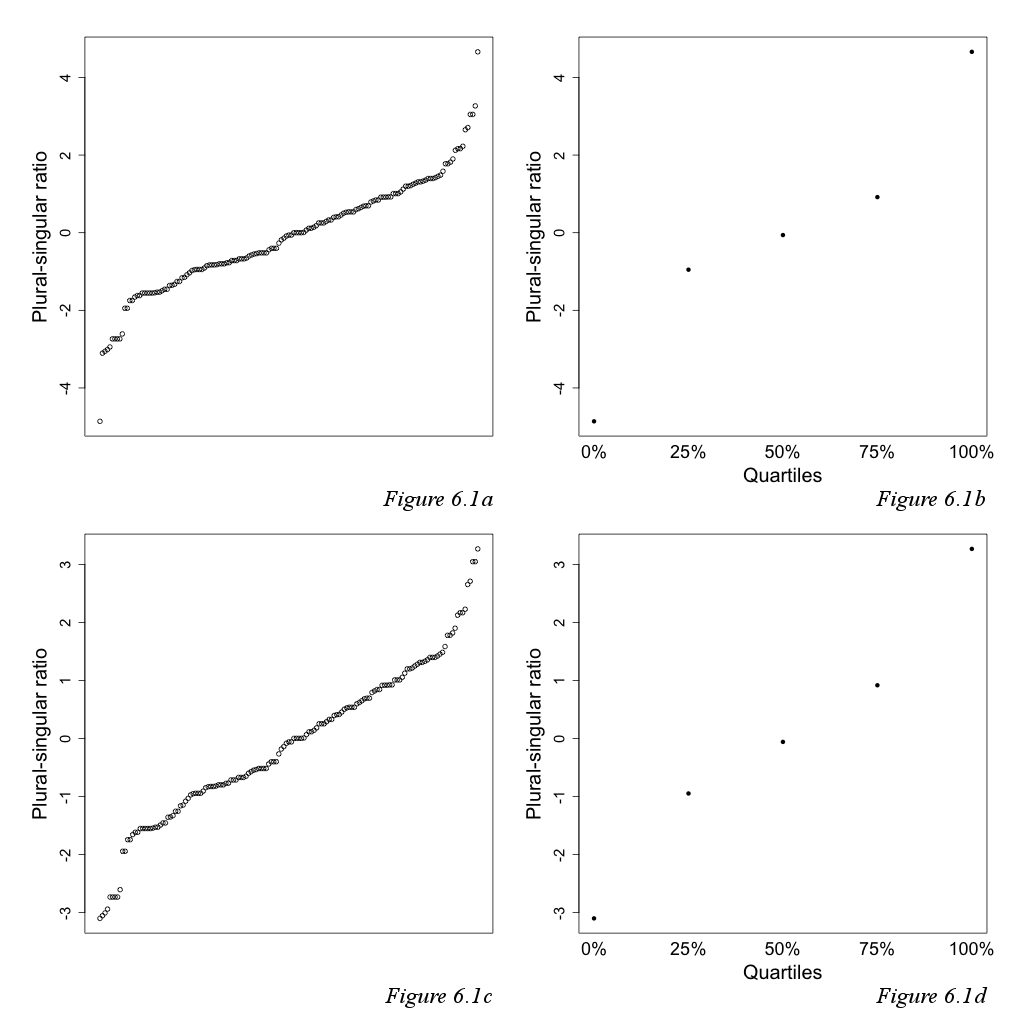 4
2
0
-2
-4
Plural-singular ratio
Figure 6.1a
4
2
0
-2
-4
Plural-singular ratio
0% 25% 50% 75% 100%
Quartiles
Figure 6.1b
3
2
1
0
-1
-2
-3
Plural-singular ratio
Figure 6.1c
3
2
1
0
-1
-2
-3
Plural-singular ratio
0% 25% 50% 75% 100%
Quartiles
Figure 6.1d